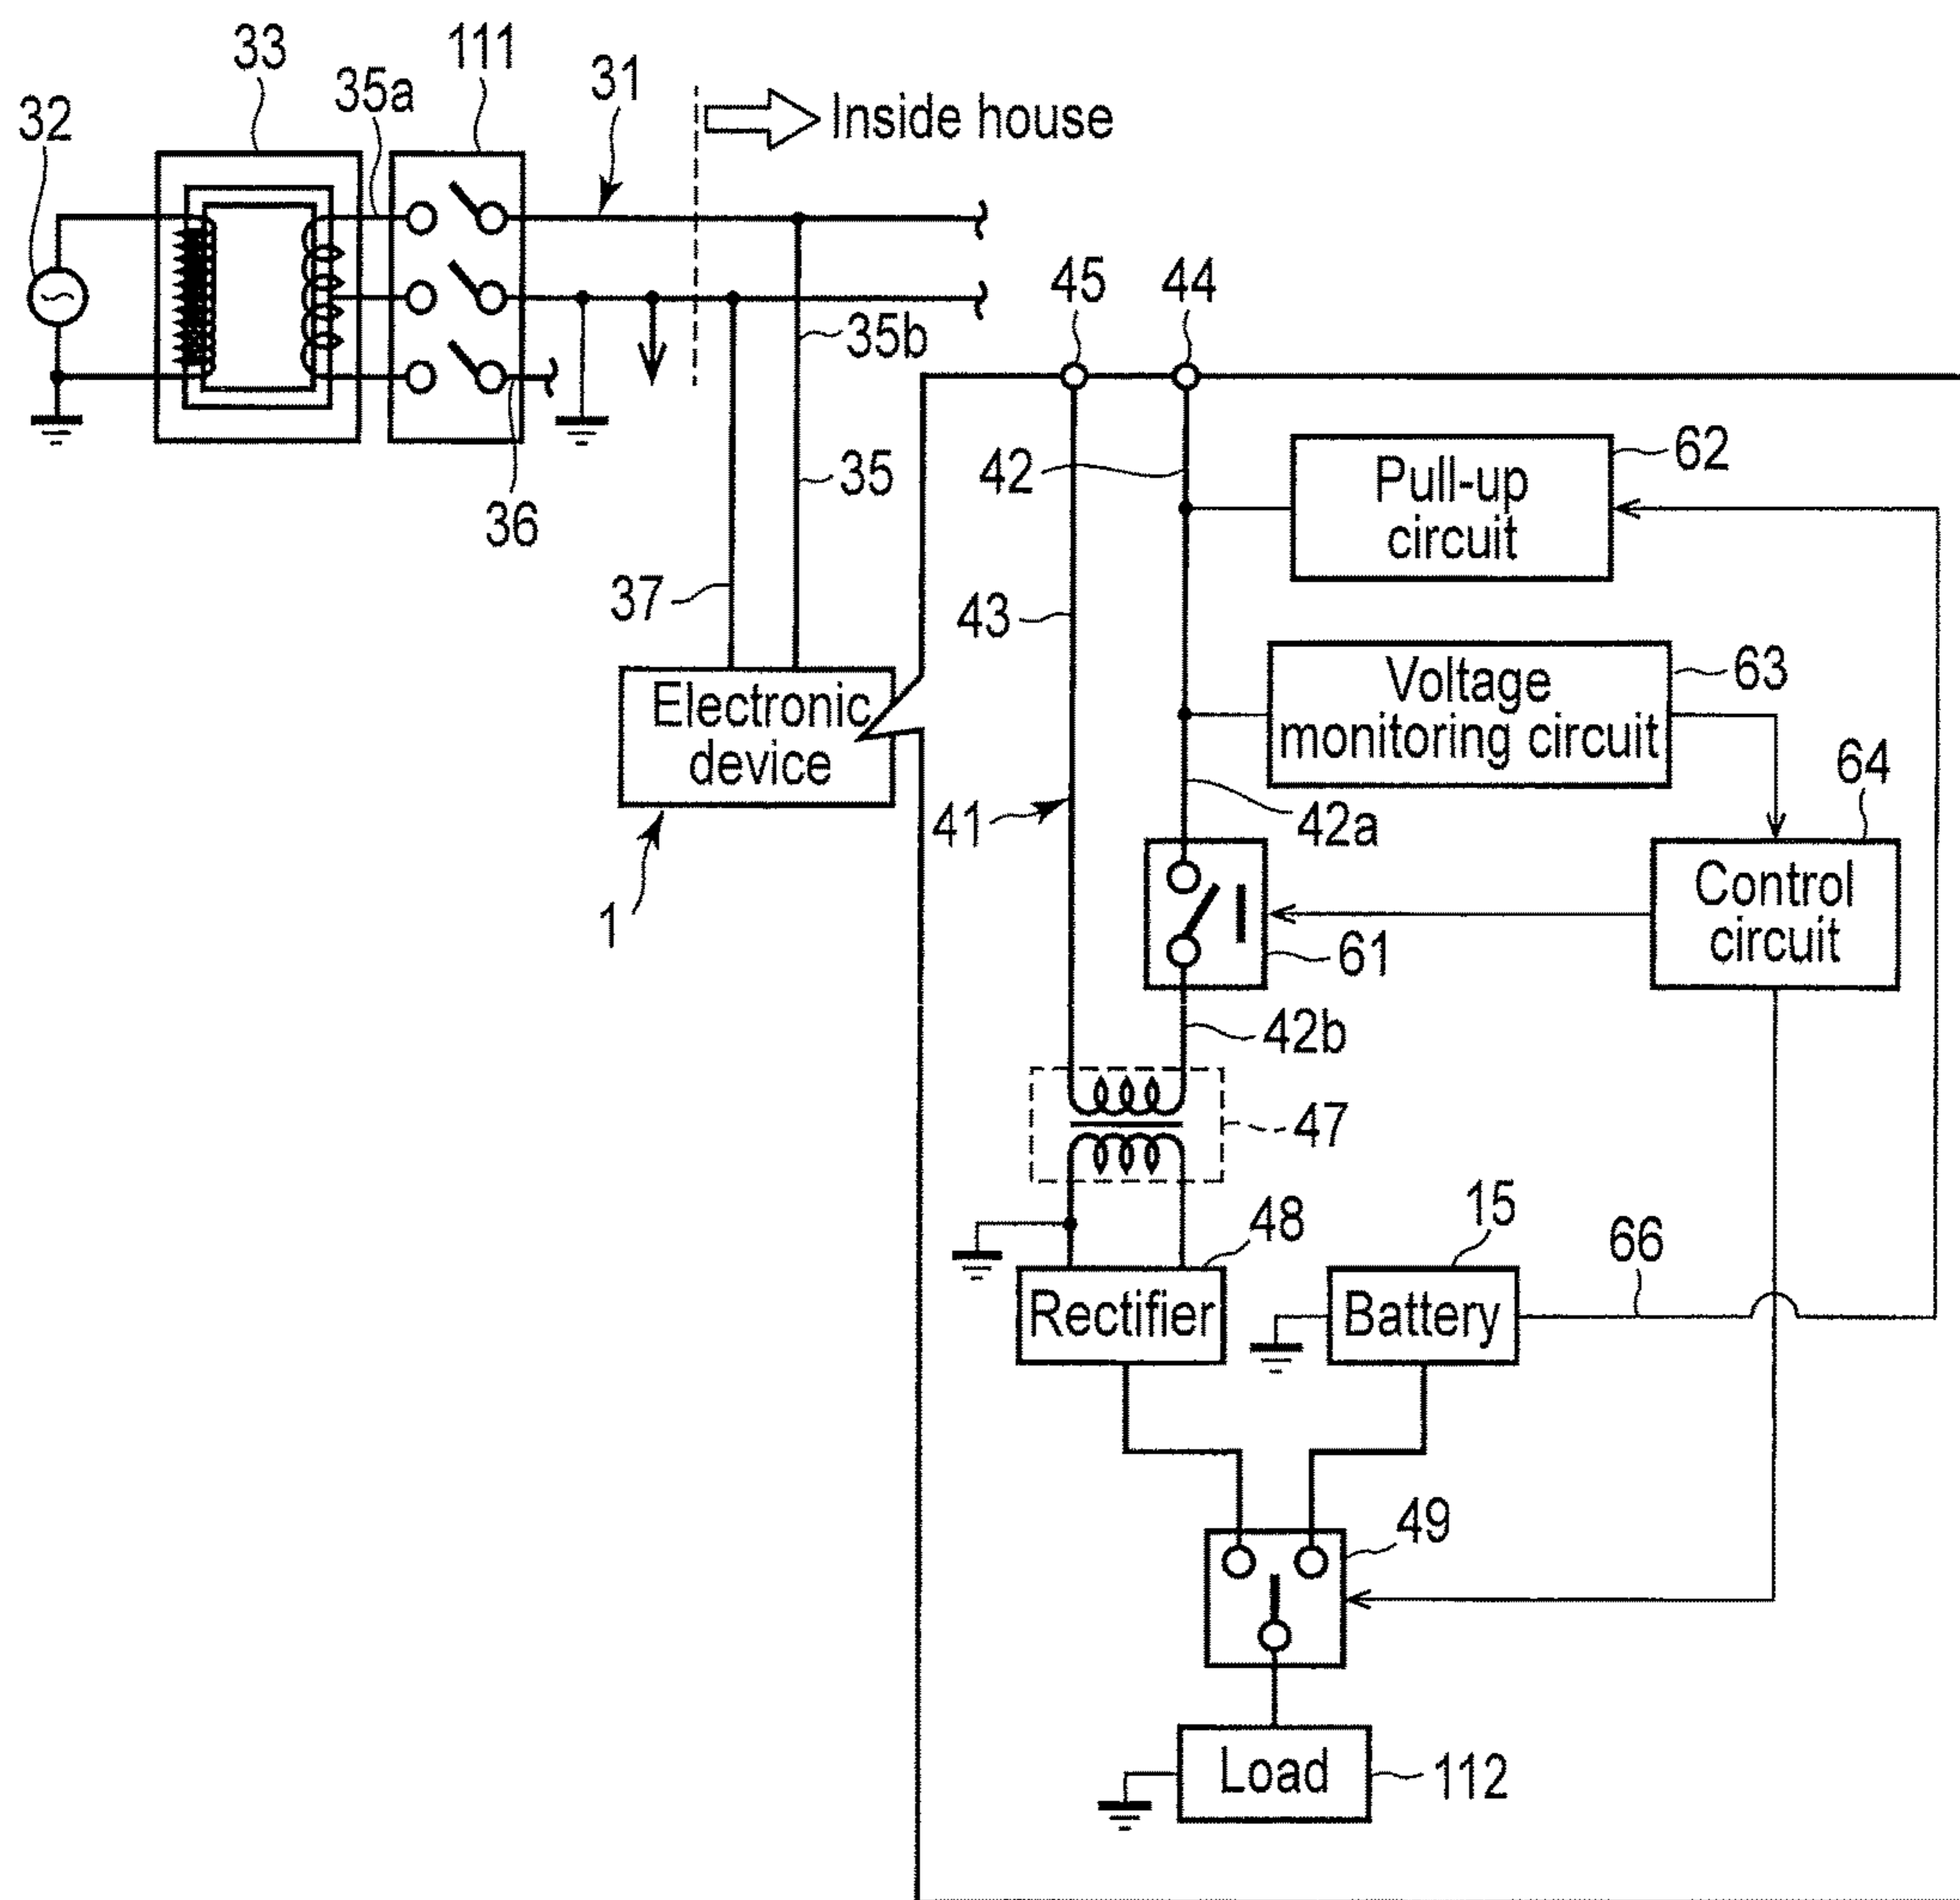 33
111
31
35a
32
Inside house
45
44
35b
62
Pull-up
circuit
42
35
36
37
43
63
Voltage
monitoring circuit
Electronic
device
64
41
42a
Control
circuit
1
61
42b
47
15
48
66
Rectifier
Battery
49
Load
112